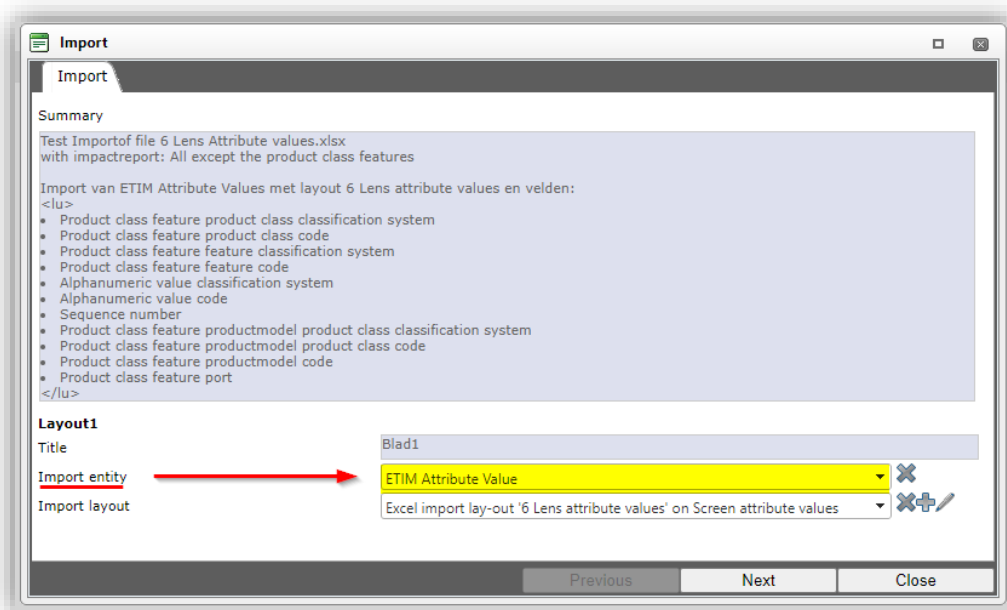 Import
Import
Summary
Test Importof file 6 Lens Attribute values.xlsx
with impactreport: All except the product class features
Import van ETIM Attribute Values met layout 6 Lens attribute values en velden:
<lu>
• Product class feature product class classification system
• Product class feature product class code
• Product class feature feature classification system
• Product class feature feature code
• Alphanumeric value classification system
• Alphanumeric value code
• Sequence number
• Product class feature productmodel product class classification system
• Product class feature productmodel product class code
• Product class feature productmodel code
• Product class feature port
</lu>
Layout1
Title Blad1
Import entity ETIM Attribute Value
Import layout Excel import lay-out '6 Lens attribute values' on Screen attribute values
Previous Next Close